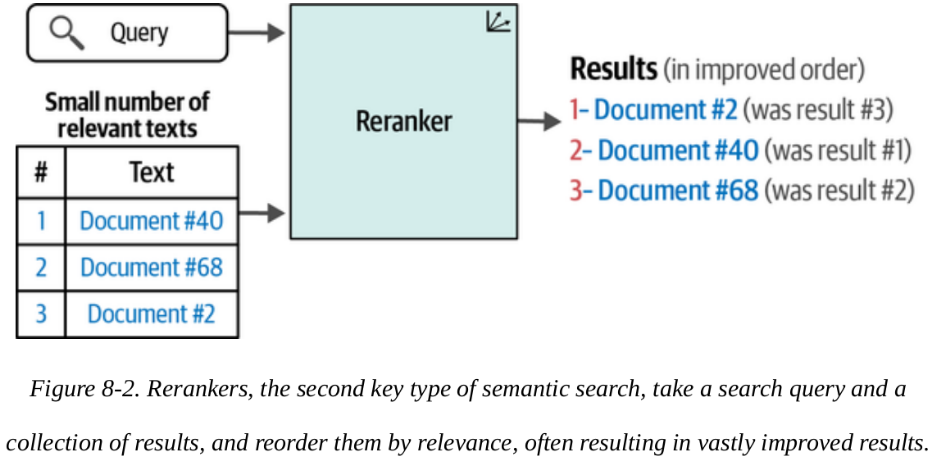 Query
Small number of
relevant texts
# Text
1 Document #40
2 Document #68
3 Document #2
Reranker
Results (in improved order)
1– Document #2 (was result #3)
2– Document #40 (was result #1)
3– Document #68 (was result #2)
Figure 8-2. Rerankers, the second key type of semantic search, take a search query and a
collection of results, and reorder them by relevance, often resulting in vastly improved results.